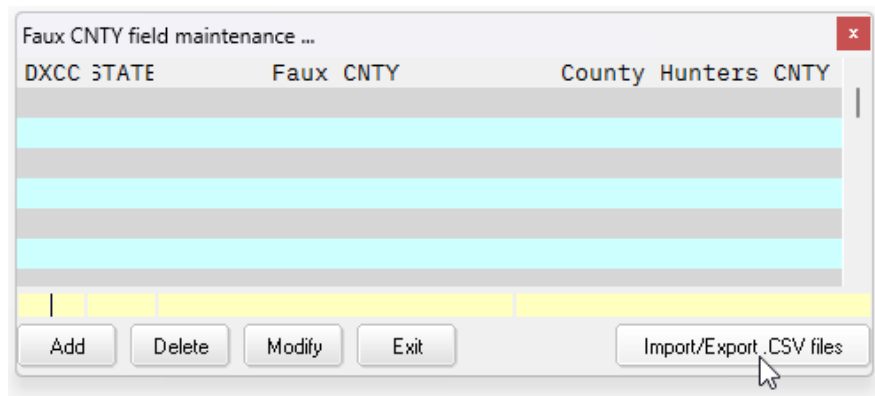 Faux CNTY field maintenance ... x
DXCC STATE Faux CNTY County Hunters CNTY
Add Delete Modify Exit Import/Export .CSV files